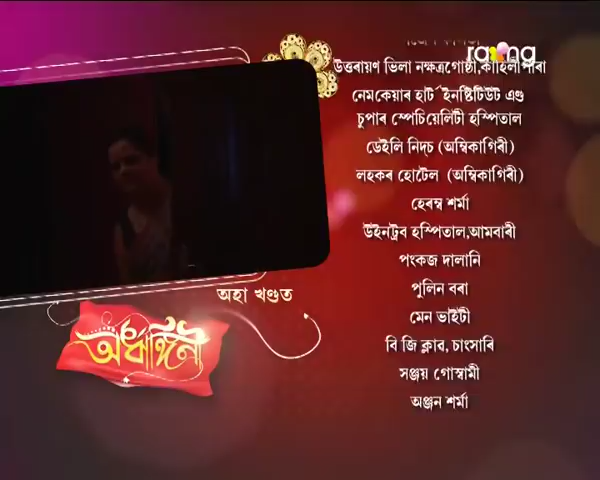 rang
উত্তৰায়ণ ভিলা নক্ষত্ৰগোষ্ঠী,কাহিলীপাৰা
নেমকেয়াৰ হাৰ্ট ইনষ্টিটিউট এণ্ড
চুপাৰ স্পেচিয়েলিটী হস্পিতাল
ডেইলি নিদ্‌চ (অম্বিকাগিৰী)
লহকৰ হোটেল (অম্বিকাগিৰী)
হেৰম্ব শৰ্মা
উইনট্ৰব হস্পিতাল,আমবাৰী
পংকজ দালানি
পুলিন বৰা
মেন ভাইটী
বি জি ক্লাব, চাংসাৰি
সঞ্জয় গোস্বামী
অঞ্জন শৰ্মা
অহা খণ্ডত
অৰ্ধাঙ্গিনী